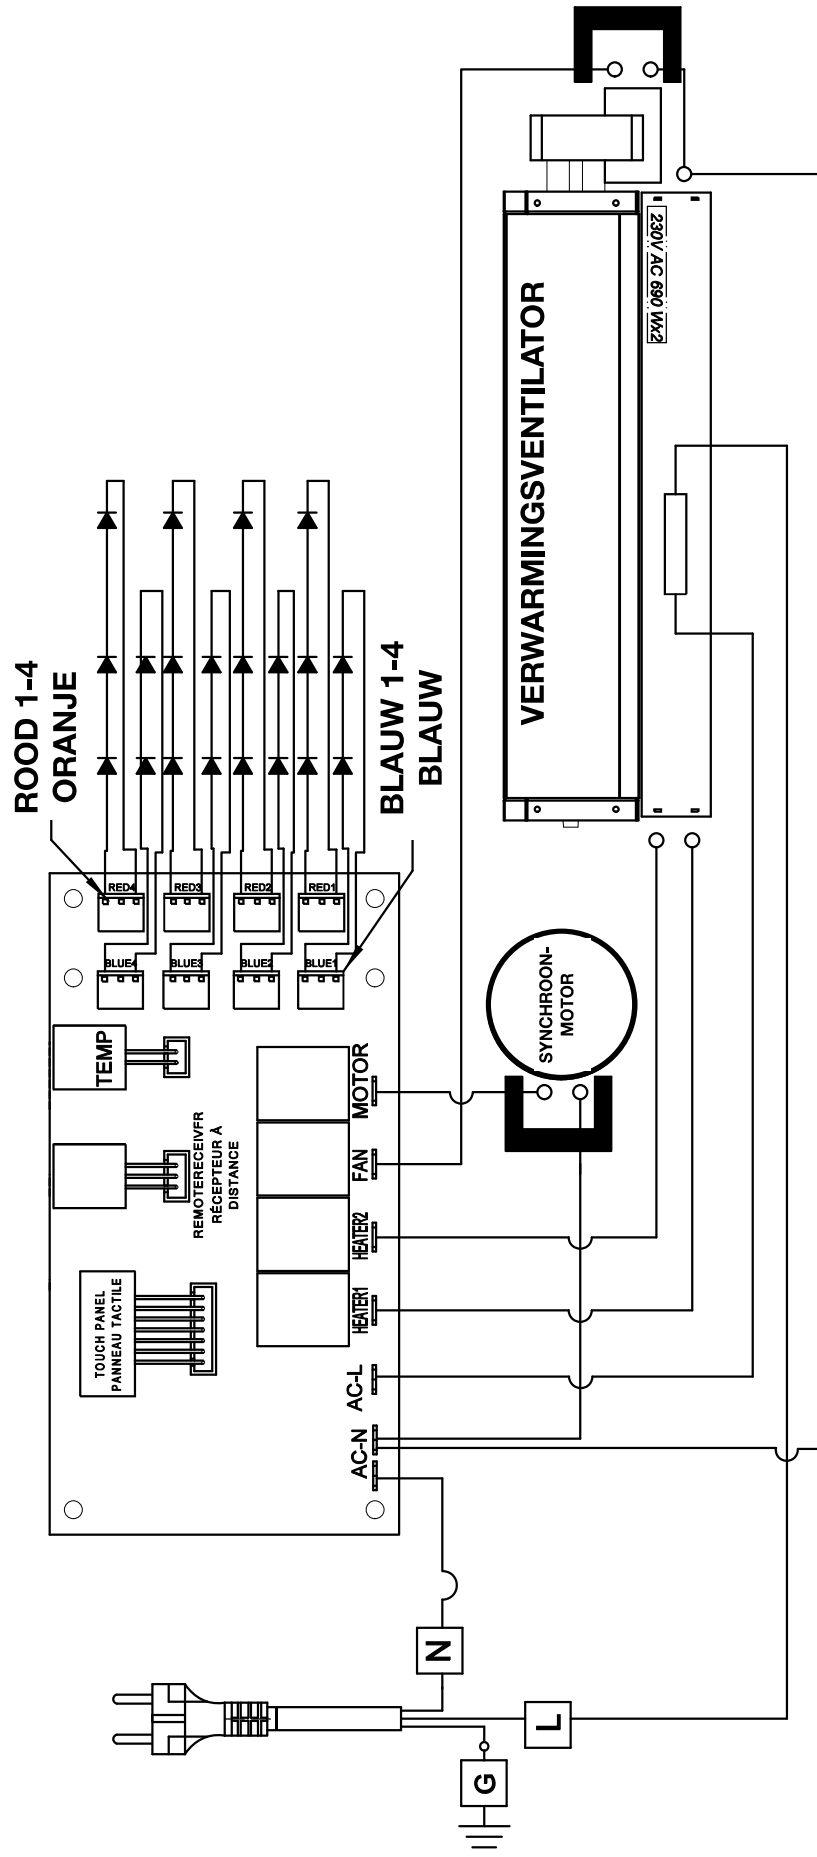 ROOD 1-4
ORANJE
BLAUW 1-4
BLAUW
VERWARMINGSVENTILATOR
230V AC 690 Wx2
RED4
RED3
RED2
RED1
BLUE4
BLUE3
BLUE2
BLUE1
TEMP
REMOTERECEIVFR
RÉCEPTEUR À
DISTANCE
TOUCH PANEL
PANNEAU TACTILE
MOTOR
FAN
HEATER2
HEATER1
AC-L
AC-N
SYNCHROON-
MOTOR
N
L
G